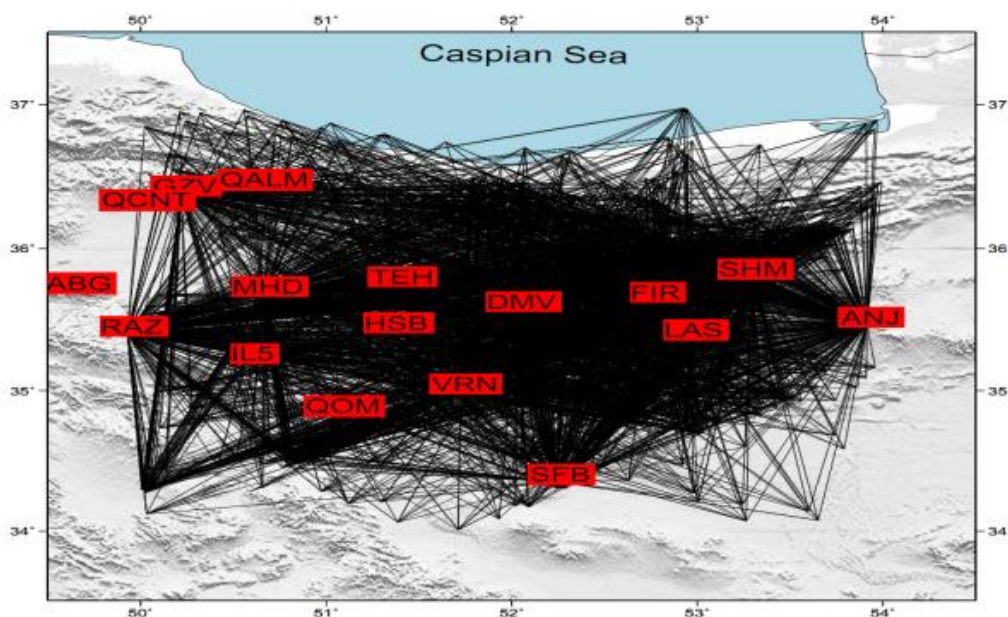 50° 51° 52° 53° 54°
Caspian Sea
37° 37°
QALM
GZV
QCNT
36° 36°
SHM
TEH
ABG MHD
FIR
DMV
ANJ
RAZ HSB LAS
IL5
35° 35°
VRN
QOM
SFB
34° 34°
50° 51° 52° 53° 54°